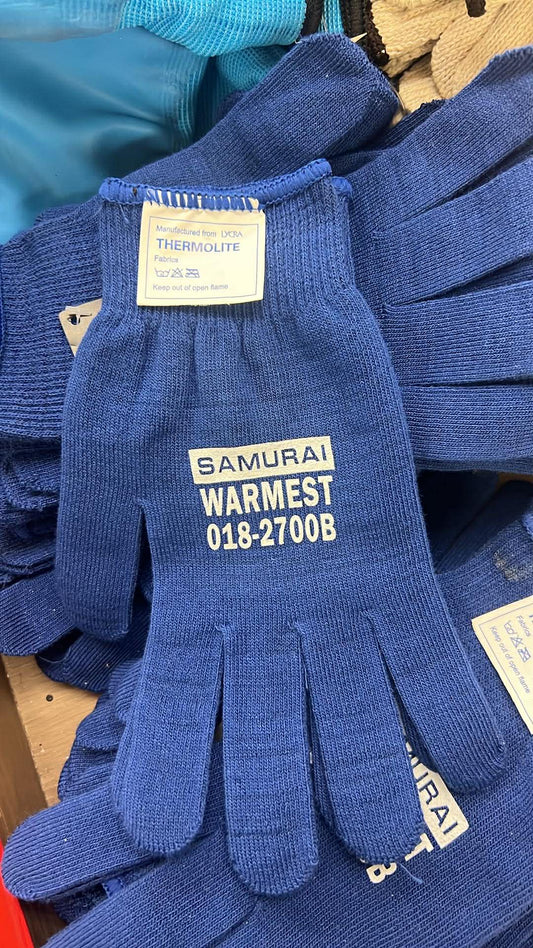 Manufactured from LYCRA
THERMOLITE
Fabrics
Keep out of open flame
SAMURAI
WARMEST
018-2700B
Fabrics
Keep out of open flame
MURAI
T
B